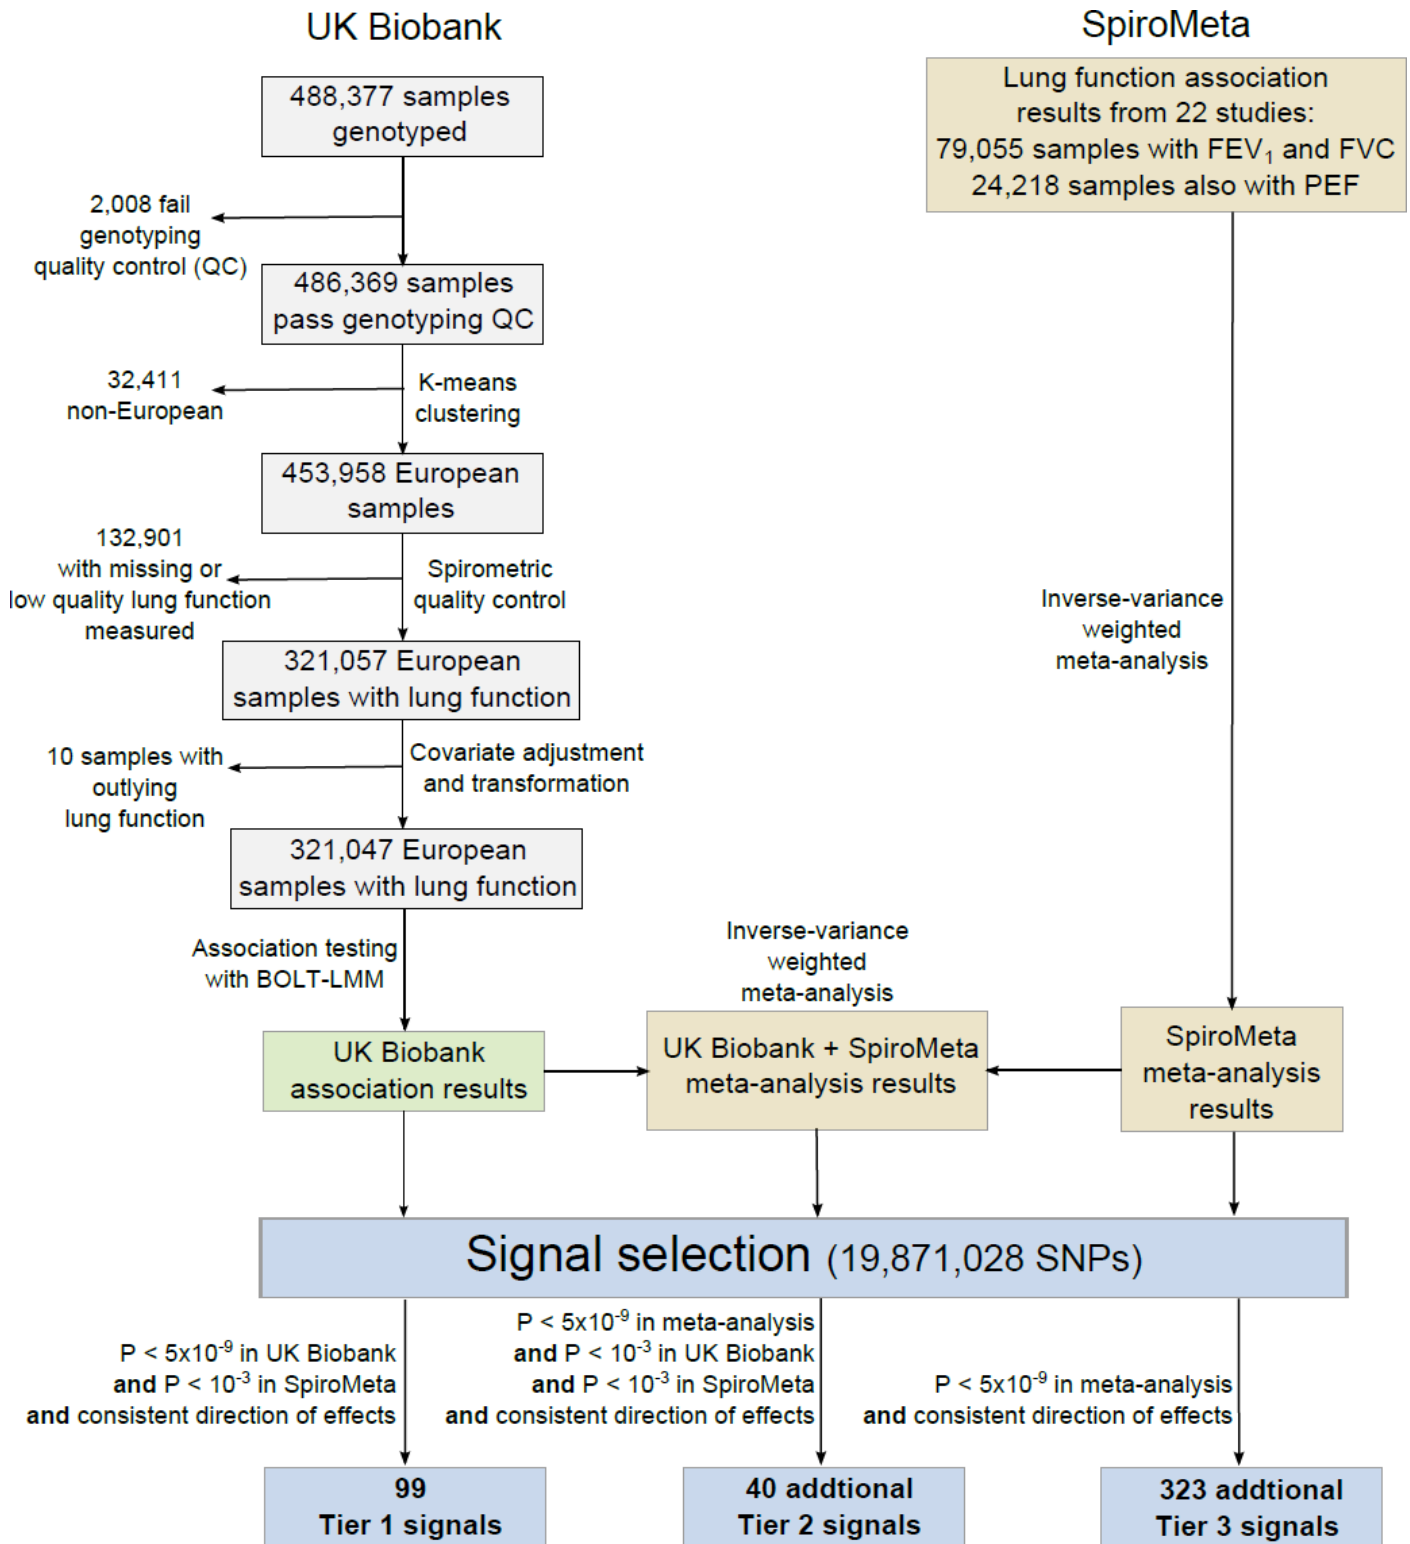 UK Biobank
SpiroMeta
488,377 samples
genotyped
Lung function association
results from 22 studies:
79,055 samples with FEV₁ and FVC
24,218 samples also with PEF
2,008 fail
genotyping
quality control (QC)
486,369 samples
pass genotyping QC
32,411
non-European
K-means
clustering
453,958 European
samples
132,901
with missing or
low quality lung function
measured
Spirometric
quality control
321,057 European
samples with lung function
10 samples with
outlying
lung function
Covariate adjustment
and transformation
321,047 European
samples with lung function
Association testing
with BOLT-LMM
Inverse-variance
weighted
meta-analysis
Inverse-variance
weighted
meta-analysis
UK Biobank
association results
UK Biobank + SpiroMeta
meta-analysis results
SpiroMeta
meta-analysis
results
Signal selection (19,871,028 SNPs)
P < 5x10⁻⁹ in UK Biobank
and P < 10⁻³ in SpiroMeta
and consistent direction of effects
P < 5x10⁻⁹ in meta-analysis
and P < 10⁻³ in UK Biobank
and P < 10⁻³ in SpiroMeta
and consistent direction of effects
P < 5x10⁻⁹ in meta-analysis
and consistent direction of effects
99
Tier 1 signals
40 addtional
Tier 2 signals
323 addtional
Tier 3 signals